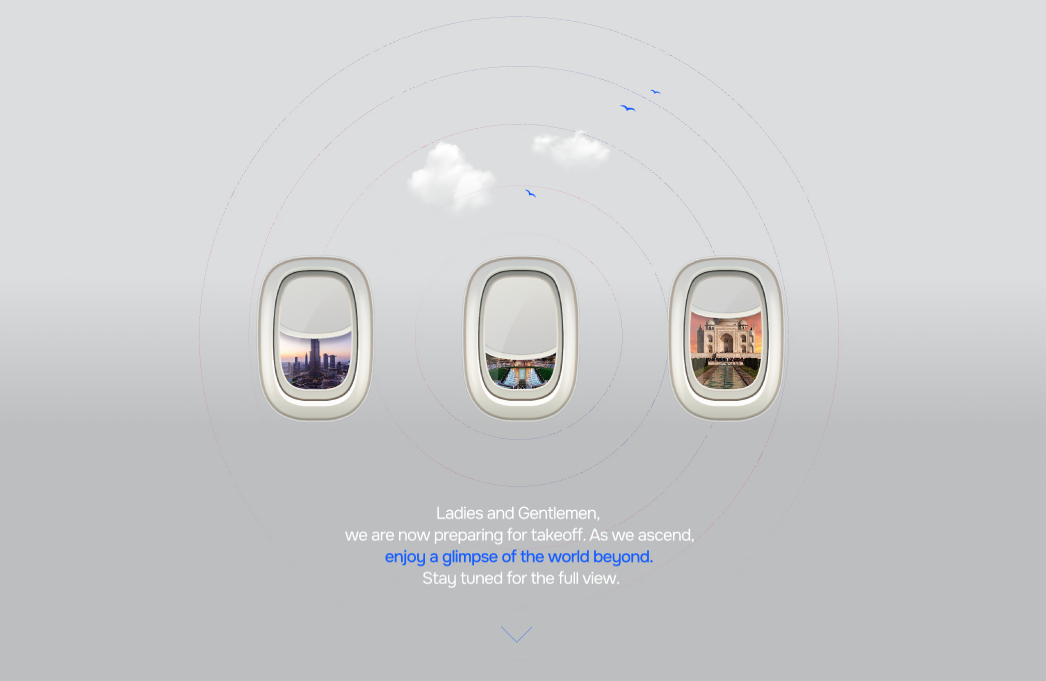 Ladies and Gentlemen,
we are now preparing for takeoff. As we ascend,
enjoy a glimpse of the world beyond.
Stay tuned for the full view.